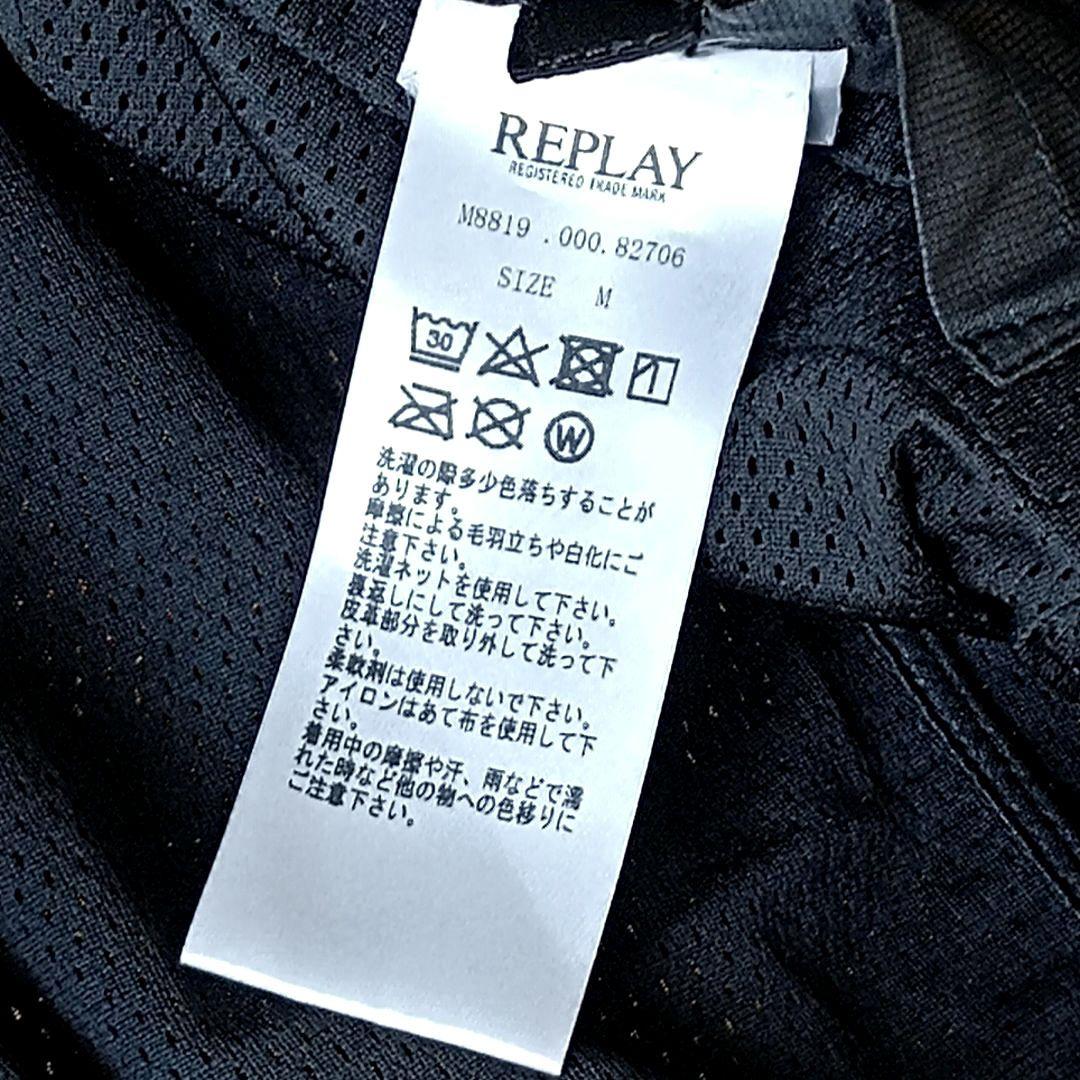 REPLAY
REGISTERED TRADE MARK
M8819 .000.82706
SIZE M
30
W
洗濯の際多少色落ちすることが
あります。
摩擦による毛羽立ちや白化にご
注意下さい。
洗濯ネットを使用して下さい。
裏返しにして洗って下さい。
皮革部分を取り外して洗って下
さい。
柔軟剤は使用しないで下さい。
アイロンはあて布を使用して下
さい。
着用中の摩擦や汗、雨などで濡
れた時など他の物への色移りに
ご注意下さい。